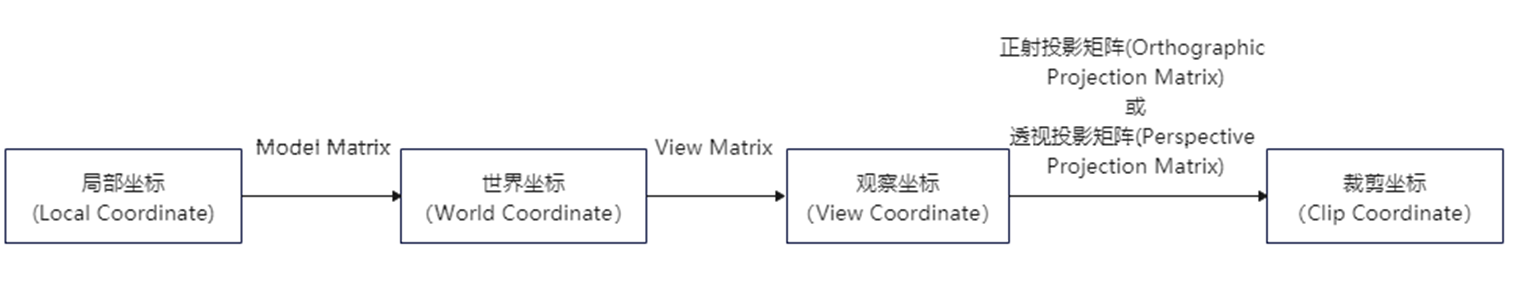 局部坐标
(Local Coordinate)
Model Matrix
世界坐标
（World Coordinate）
View Matrix
观察坐标
（View Coordinate）
正射投影矩阵(Orthographic
Projection Matrix)
或
透视投影矩阵(Perspective
Projection Matrix)
裁剪坐标
（Clip Coordinate）